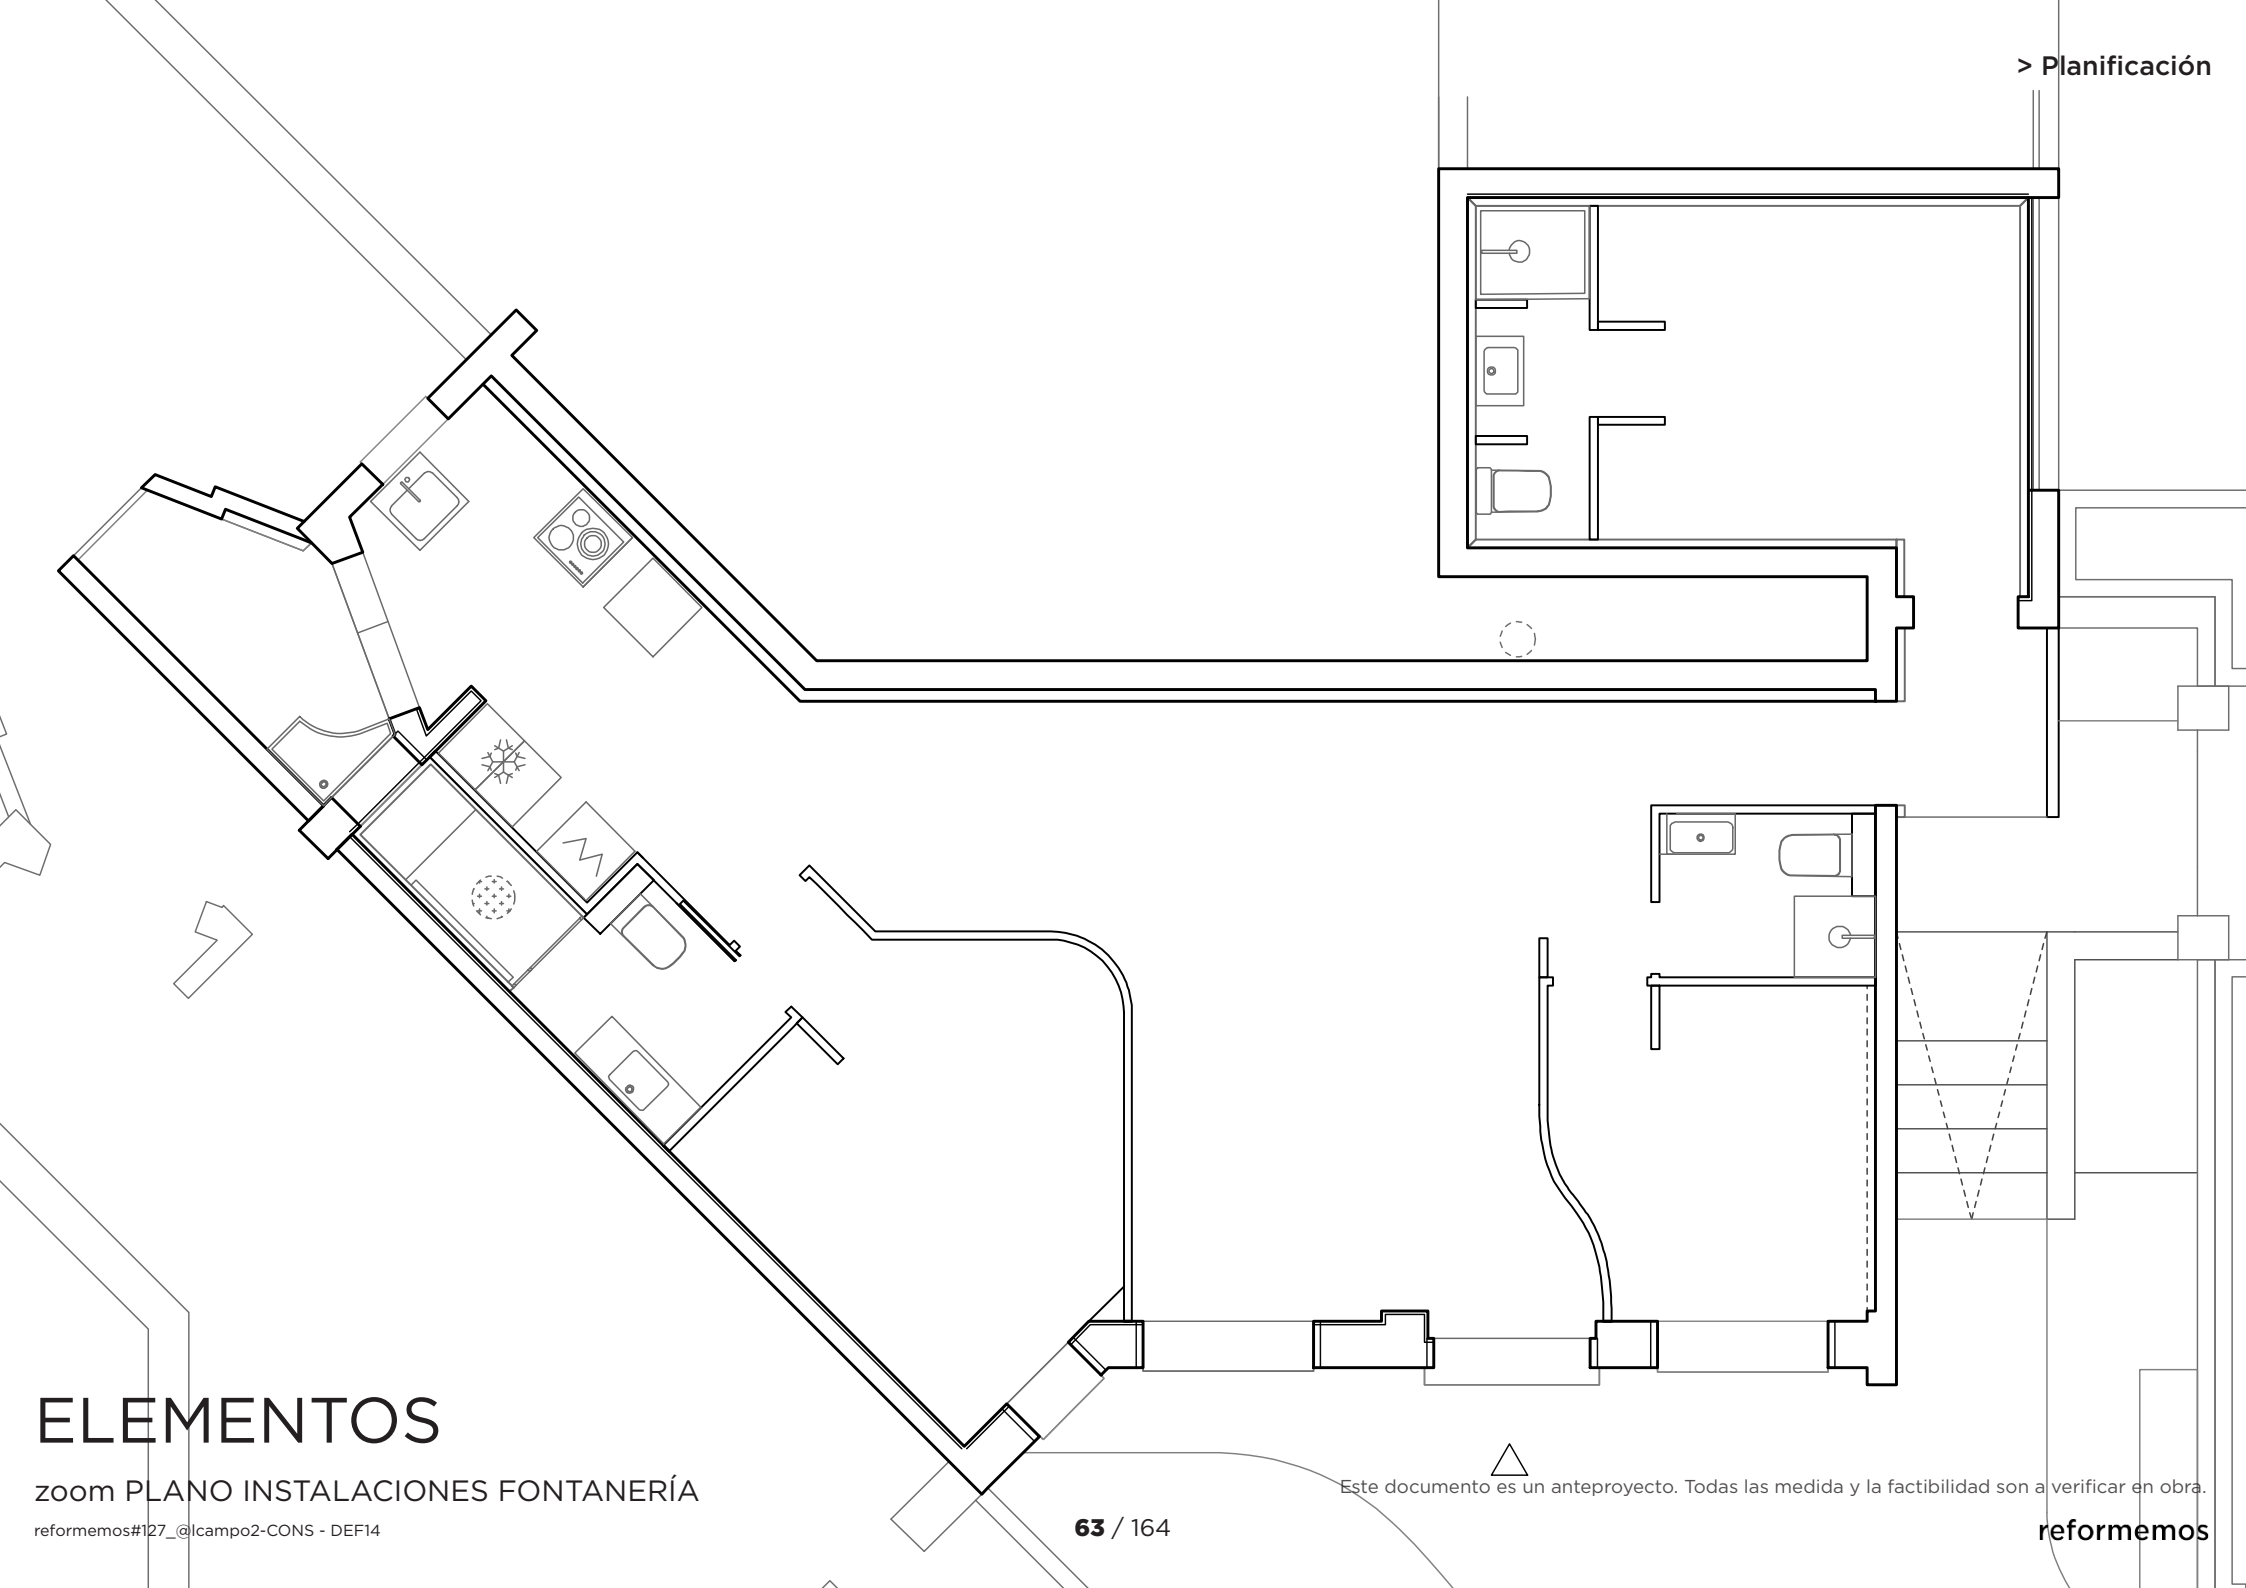 > Planificación
ELEMENTOS
zoom PLANO INSTALACIONES FONTANERÍA
reformemos#127_@lcampo2-CONS - DEF14
63 / 164
Este documento es un anteproyecto. Todas las medida y la factibilidad son a verificar en obra.
reformemos